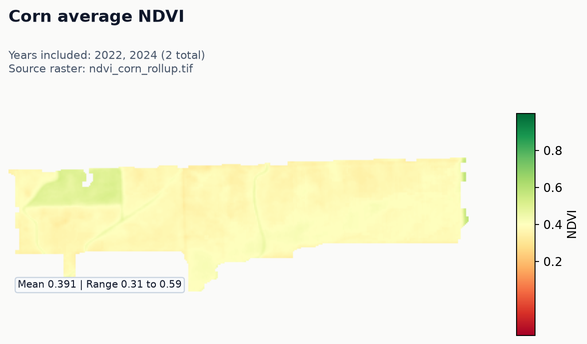 Corn average NDVI
Years included: 2022, 2024 (2 total)
Source raster: ndvi_corn_rollup.tif
0.8
0.6
0.4
0.2
NDVI
Mean 0.391 | Range 0.31 to 0.59